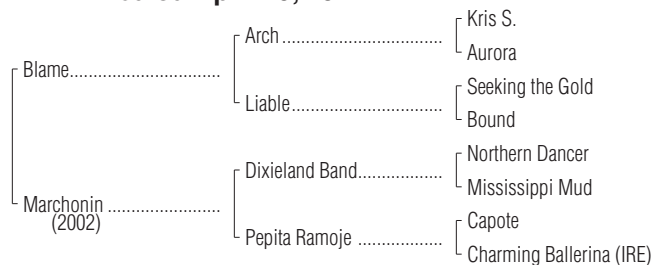 Kris S.
Arch
Aurora
Blame
Seeking the Gold
Liable
Bound
Northern Dancer
Dixieland Band
Mississippi Mud
Marchonin
(2002)
Capote
Pepita Ramoje
Charming Ballerina (IRE)